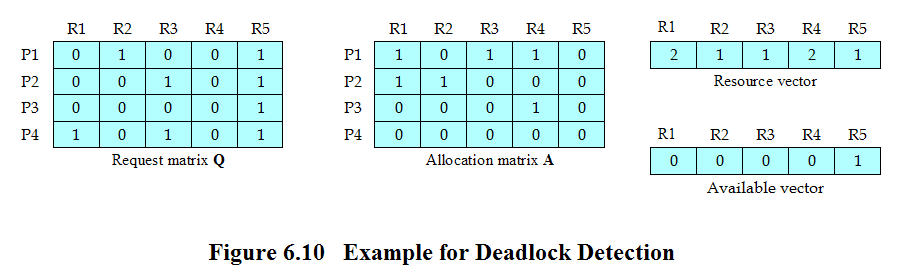 R1 R2 R3 R4 R5
P1 0 1 0 0 1
P2 0 0 1 0 1
P3 0 0 0 0 1
P4 1 0 1 0 1
Request matrix Q
R1 R2 R3 R4 R5
P1 1 0 1 1 0
P2 1 1 0 0 0
P3 0 0 0 1 0
P4 0 0 0 0 0
Allocation matrix A
R1 R2 R3 R4 R5
2 1 1 2 1
Resource vector
R1 R2 R3 R4 R5
0 0 0 0 1
Available vector
Figure 6.10 Example for Deadlock Detection